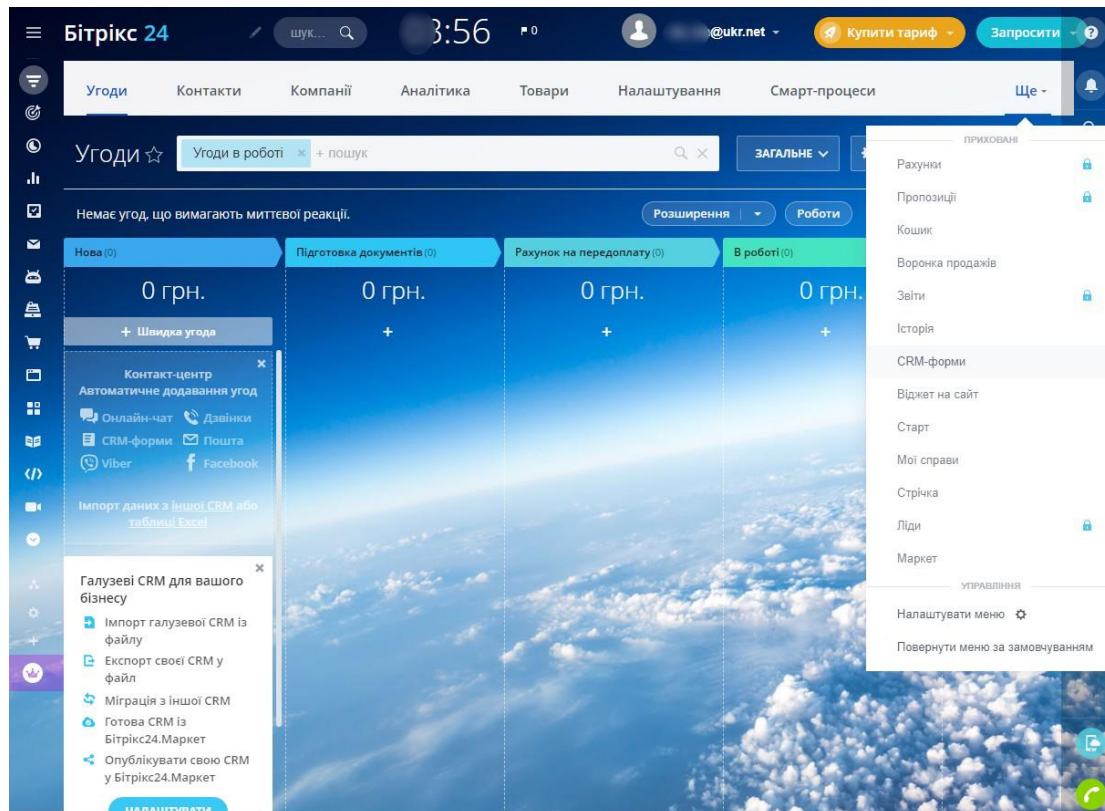 Бітрікс 24
шук...
3:56
0
@ukr.net
Купити тариф
Запросити
?
Угоди
Контакти
Компанії
Аналітика
Товари
Налаштування
Смарт-процеси
Ще
Угоди
Угоди в роботі × + пошук
ЗАГАЛЬНЕ
Немає угод, що вимагають миттєвої реакції.
Розширення
Роботи
Нова (0)
Підготовка документів (0)
Рахунок на передоплату (0)
В роботі (0)
0 грн.
0 грн.
0 грн.
0 грн.
+ Швидка угода
+
+
+
Контакт-центр
Автоматичне додавання угод
Онлайн-чат
Дзвінки
CRM-форми
Пошта
Viber
Facebook
Імпорт даних з іншої CRM або
таблиці Excel
Галузеві CRM для вашого
бізнесу
Імпорт галузевої CRM із
файлу
Експорт своєї CRM у
файл
Міграція з іншої CRM
Готова CRM із
Бітрікс24.Маркет
Опублікувати свою CRM
у Бітрікс24.Маркет
НАЛАШТУВАТИ
ПРИХОВАНІ
Рахунки
Пропозиції
Кошик
Воронка продажів
Звіти
Історія
CRM-форми
Віджет на сайт
Старт
Мої справи
Стрічка
Ліди
Маркет
УПРАВЛІННЯ
Налаштувати меню
Повернути меню за замовчуванням